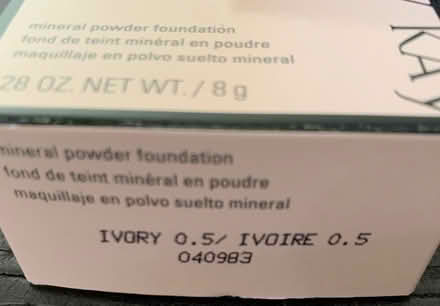 mineral powder foundation
fond de teint minéral en poudre
maquillaje en polvo suelto mineral
28 OZ. NET WT. / 8 g
KAY
mineral powder foundation
fond de teint minéral en poudre
maquillaje en polvo suelto mineral
IVORY 0.5/ IVOIRE 0.5
040983